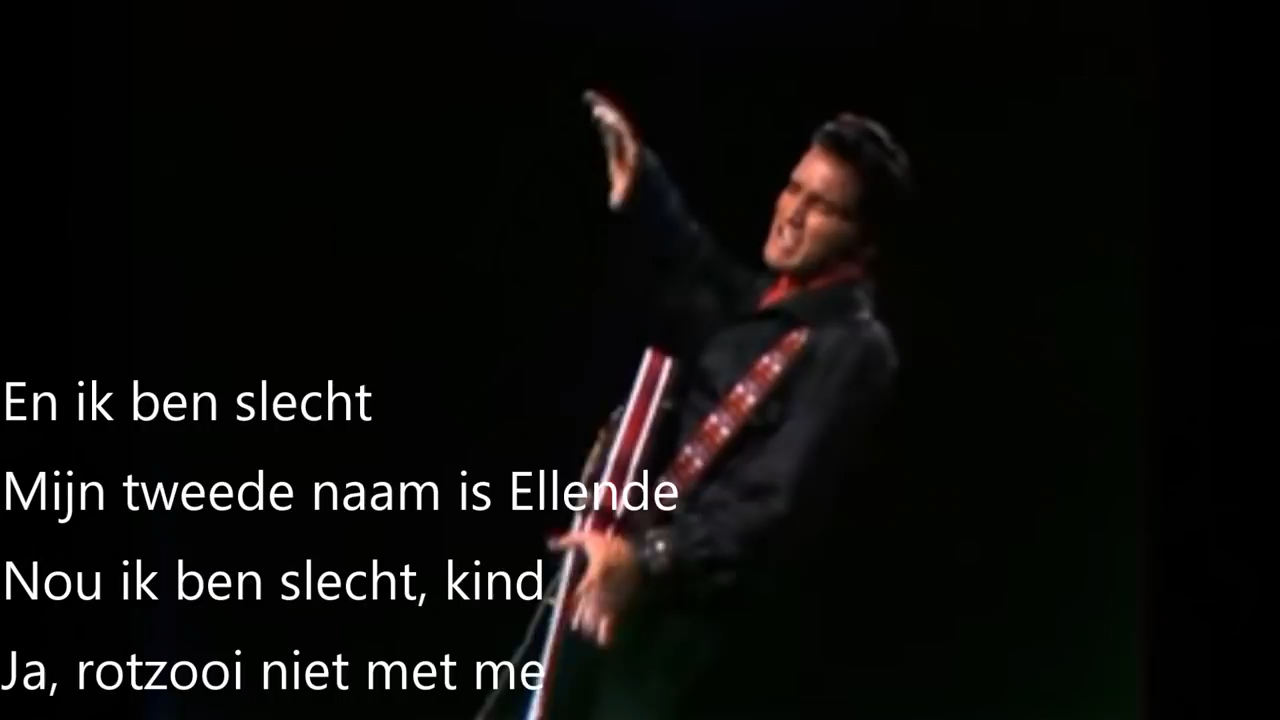 En ik ben slecht
Mijn tweede naam is Ellende
Nou ik ben slecht, kind
Ja, rotzooi niet met me